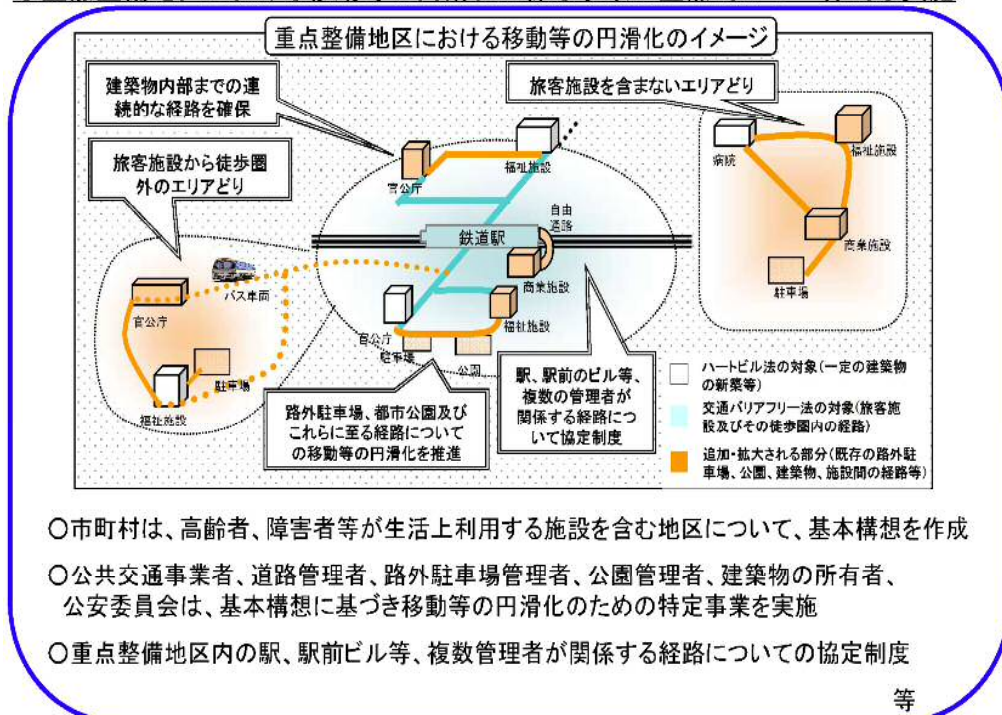 重点整備地区における移動等の円滑化のイメージ
建築物内部までの連
続的な経路を確保
旅客施設を含まないエリアどり
旅客施設から徒歩圏
外のエリアどり
官公庁
福祉施設
病院
福祉施設
自由
通路
鉄道駅
商業施設
商業施設
バス車両
官公庁
福祉施設
駐車場
官公庁
駐車場
公園
駐車場
福祉施設
路外駐車場、都市公園及び
これらに至る経路について
の移動等の円滑化を推進
駅、駅前のビル等、
複数の管理者が
関係する経路につ
いて協定制度
ハートビル法の対象(一定の建築物
の新築等)
交通バリアフリー法の対象(旅客施
設及びその徒歩圏内の経路)
追加・拡大される部分(既存の路外駐
車場、公園、建築物、施設間の経路等)
〇市町村は、高齢者、障害者等が生活上利用する施設を含む地区について、基本構想を作成
〇公共交通事業者、道路管理者、路外駐車場管理者、公園管理者、建築物の所有者、
公安委員会は、基本構想に基づき移動等の円滑化のための特定事業を実施
〇重点整備地区内の駅、駅前ビル等、複数管理者が関係する経路についての協定制度
等